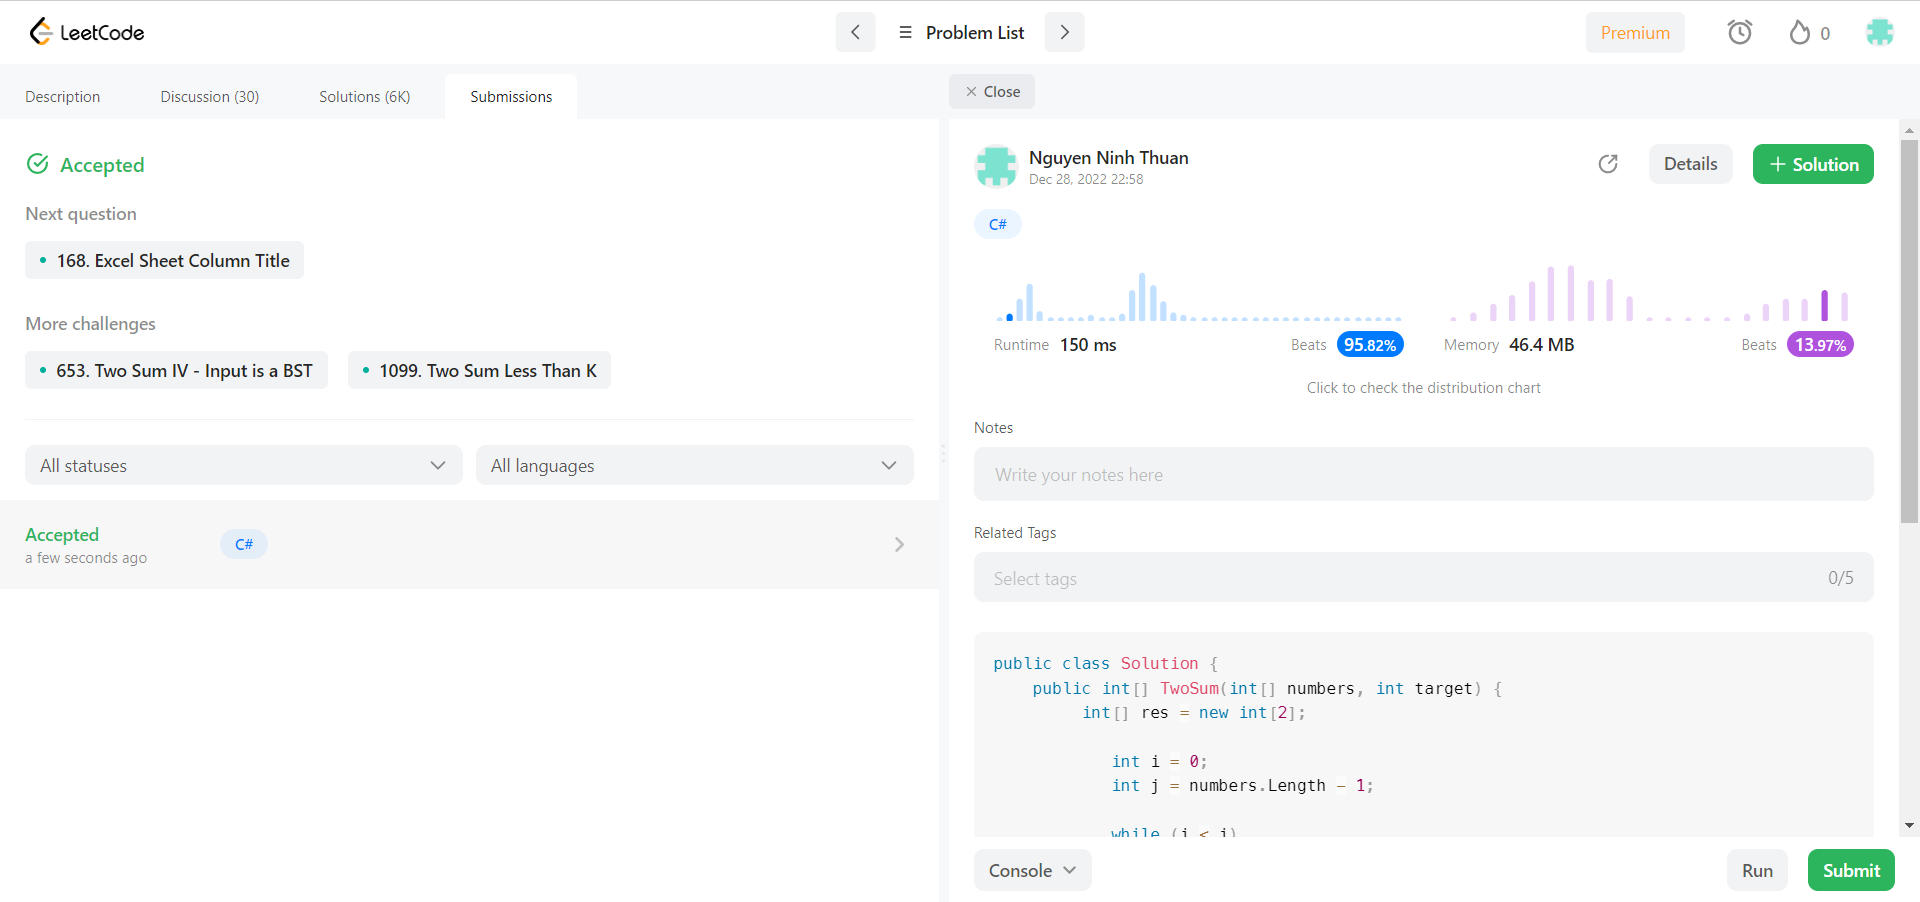 LeetCode
Problem List
Premium
0
Description
Discussion (30)
Solutions (6K)
Submissions
Close
Accepted
Next question
168. Excel Sheet Column Title
More challenges
653. Two Sum IV - Input is a BST
1099. Two Sum Less Than K
All statuses
All languages
Accepted
a few seconds ago
C#
Nguyen Ninh Thuan
Dec 28, 2022 22:58
Details
+ Solution
C#
Runtime 150 ms
Beats 95.82%
Memory 46.4 MB
Beats 13.97%
Click to check the distribution chart
Notes
Write your notes here
Related Tags
Select tags
0/5
public class Solution {
public int[] TwoSum(int[] numbers, int target) {
int[] res = new int[2];
int i = 0;
int j = numbers.Length - 1;
while (i < j)
Console
Run
Submit